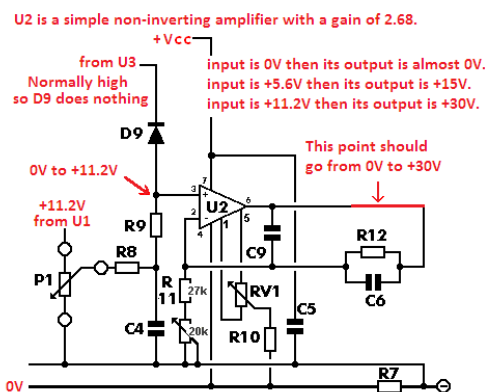 U2 is a simple non-inverting amplifier with a gain of 2.68.
+Vcc
from U3
Normally high
so D9 does nothing
input is 0V then its output is almost 0V.
input is +5.6V then its output is +15V.
input is +11.2V then its output is +30V.
D9
This point should
go from 0V to +30V
0V to +11.2V
7
3
+
U2
6
2
-
4
1
5
+11.2V
from U1
R9
R8
P1
C9
R12
C6
R
11
27k
RV1
20k
C4
R10
C5
R7
0V